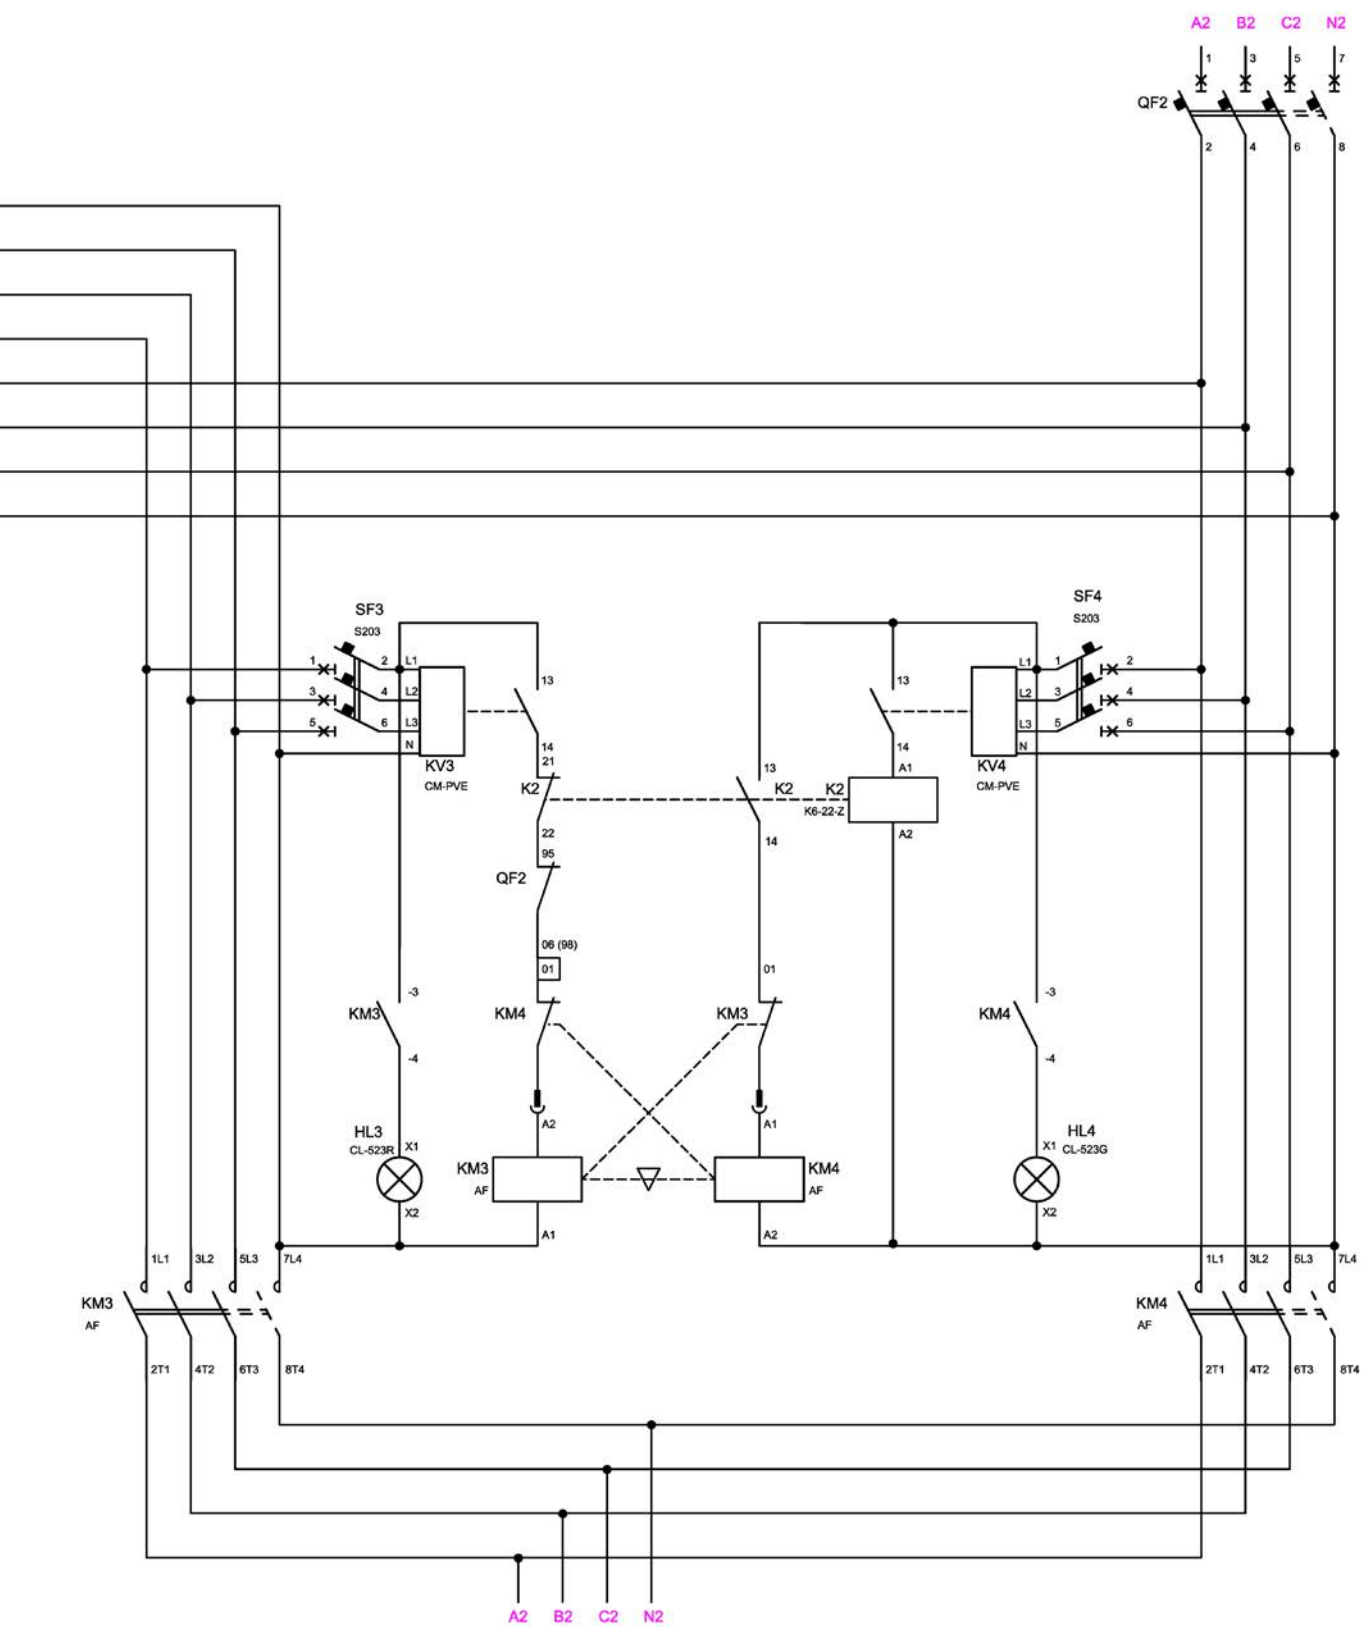 A2 B2 C2 N2
1 3 5 7
QF2
2 4 6 8
SF3
S203
SF4
S203
1 2 L1
3 4 L2
5 6 L3
N
KV3
CM-PVE
13
14
21
K2
22
95
QF2
06 (98)
01
KM4
A2
KM3
AF
A1
-3
KM3
-4
HL3
CL-523R
X1
X2
13
K2
14
01
KM3
A1
KM4
AF
A2
13
14
A1
K2
K6-22-Z
A2
L1 1 2
L2 3 4
L3 5 6
N
KV4
CM-PVE
-3
KM4
-4
HL4
X1 CL-523G
X2
1L1 3L2 5L3 7L4
KM3
AF
2T1 4T2 6T3 8T4
1L1 3L2 5L3 7L4
KM4
AF
2T1 4T2 6T3 8T4
A2 B2 C2 N2